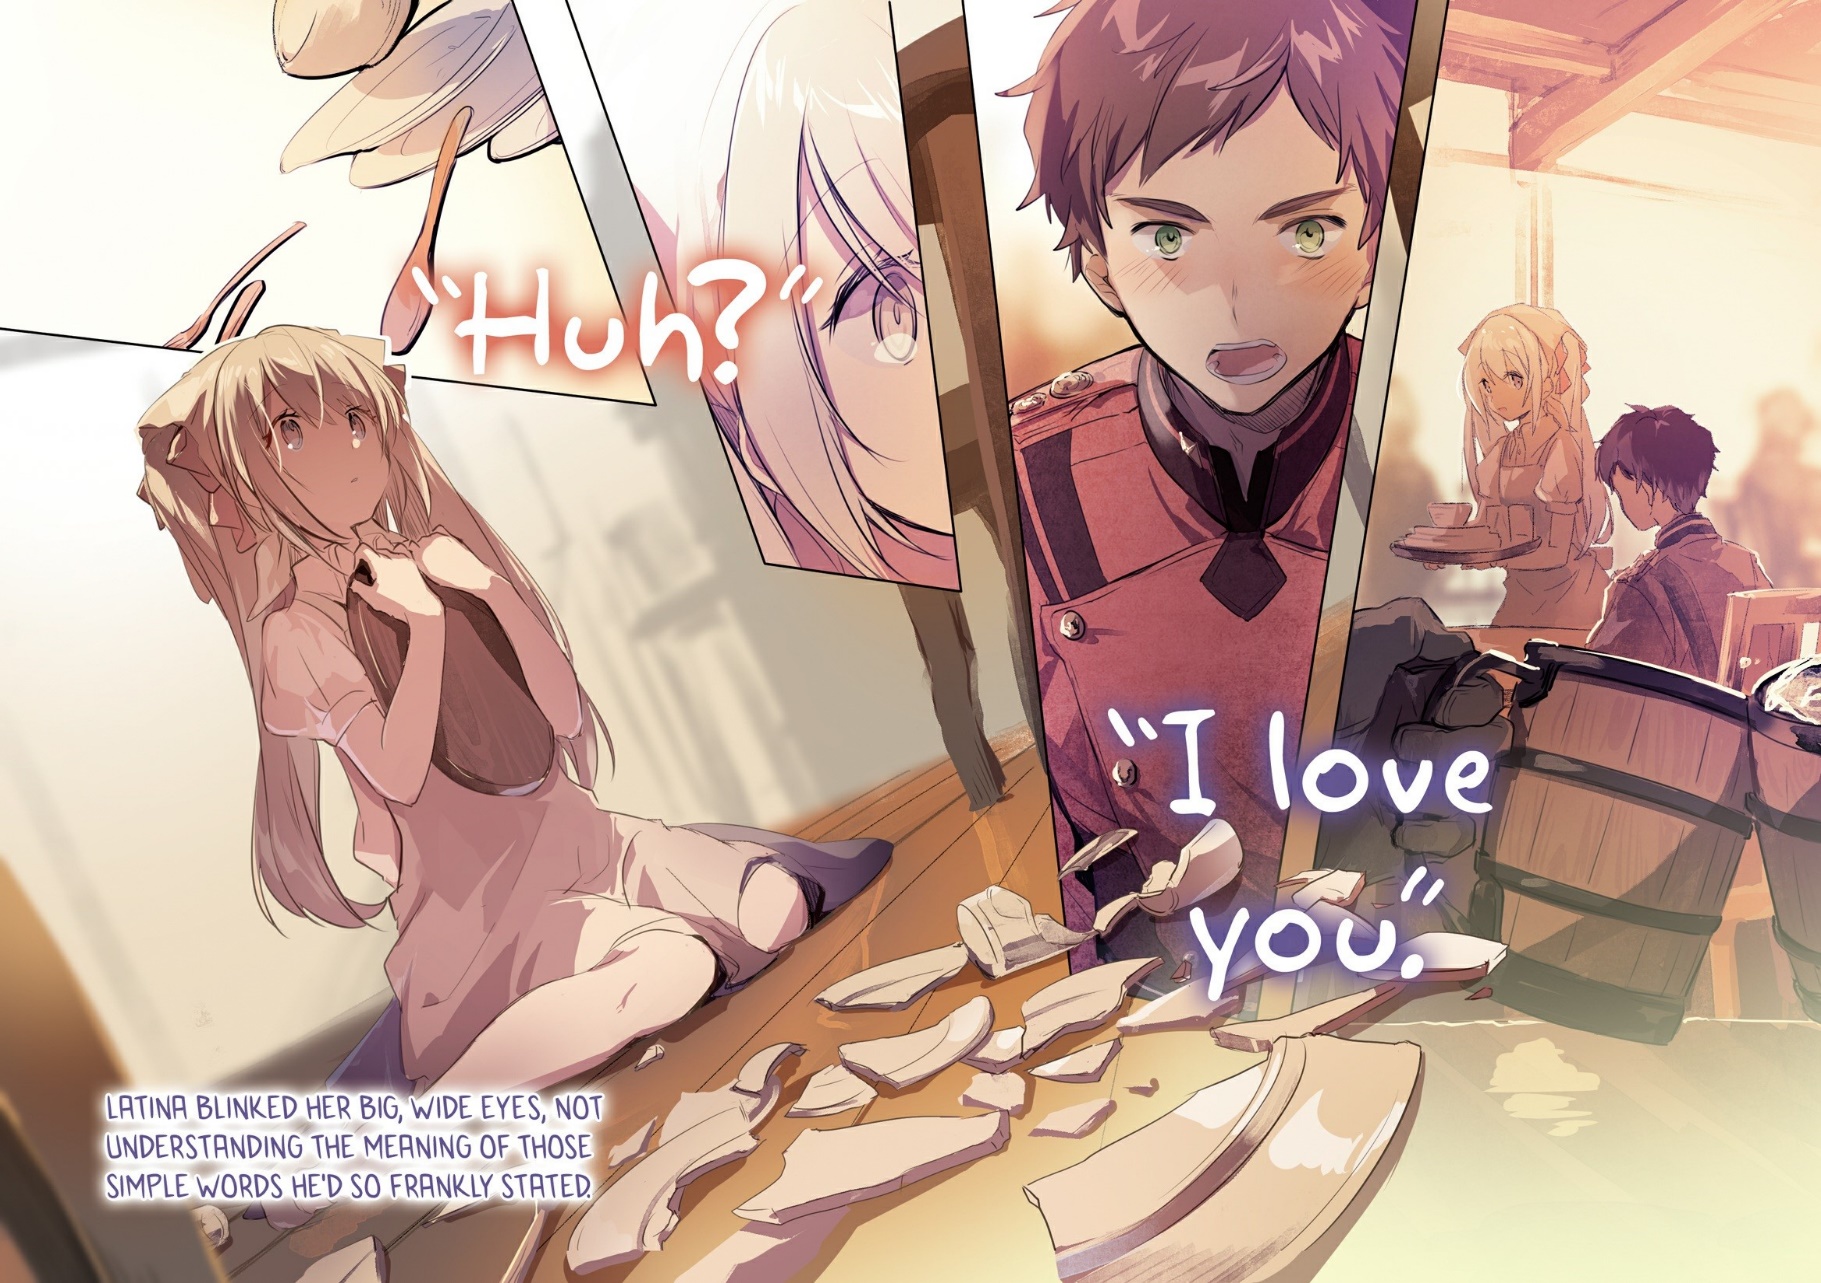 "Huh?"
"I love
you."
LATINA BLINKED HER BIG, WIDE EYES, NOT
UNDERSTANDING THE MEANING OF THOSE
SIMPLE WORDS HE'D SO FRANKLY STATED.